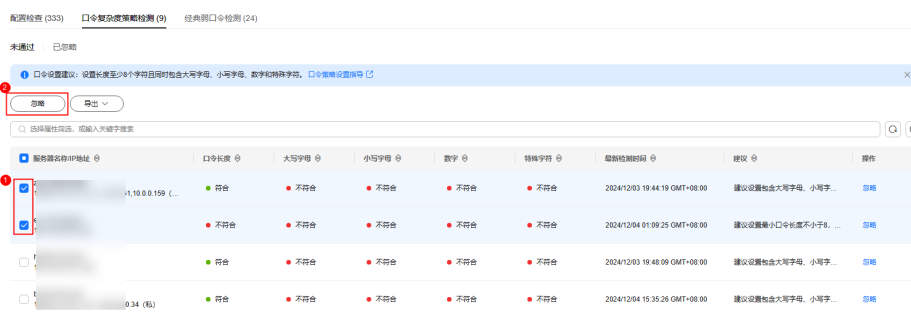 配置检查 (333) 口令复杂度策略检测 (9) 经典弱口令检测 (24)
未通过 已忽略
口令设置建议：设置长度至少8个字符且同时包含大写字母、小写字母、数字和特殊字符。 口令策略设置指导
2
忽略 导出
选择属性筛选，或输入关键字搜索
服务器名称/IP地址 口令长度 大写字母 小写字母 数字 特殊字符 最新检测时间 建议 操作
1
符合 不符合 不符合 不符合 不符合 2024/12/03 19:44:19 GMT+08:00 建议设置包含大写字母、小写字... 忽略
1,10.0.0.159（...
不符合 不符合 不符合 不符合 不符合 2024/12/04 01:09:25 GMT+08:00 建议设置最小口令长度不小于8，... 忽略
符合 不符合 不符合 不符合 不符合 2024/12/03 19:48:09 GMT+08:00 建议设置包含大写字母、小写字... 忽略
符合 不符合 不符合 不符合 不符合 2024/12/04 15:35:26 GMT+08:00 建议设置包含大写字母、小写字... 忽略
0.34（私）